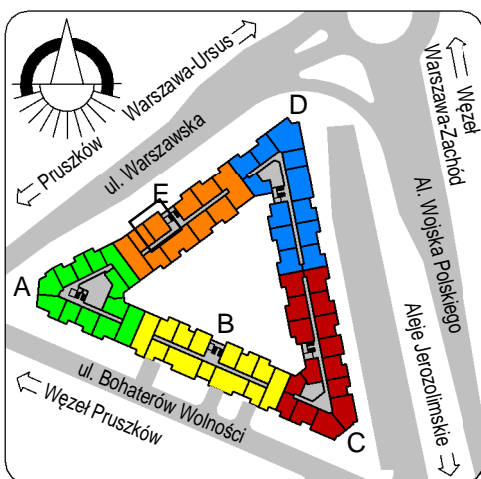 Warszawa-Ursus
Pruszków
ul. Warszawska
Węzeł
Warszawa-Zachód
Al. Wojska Polskiego
Aleje Jerozolimskie
D
E
A
B
C
ul. Bohaterów Wolności
Węzeł Pruszków